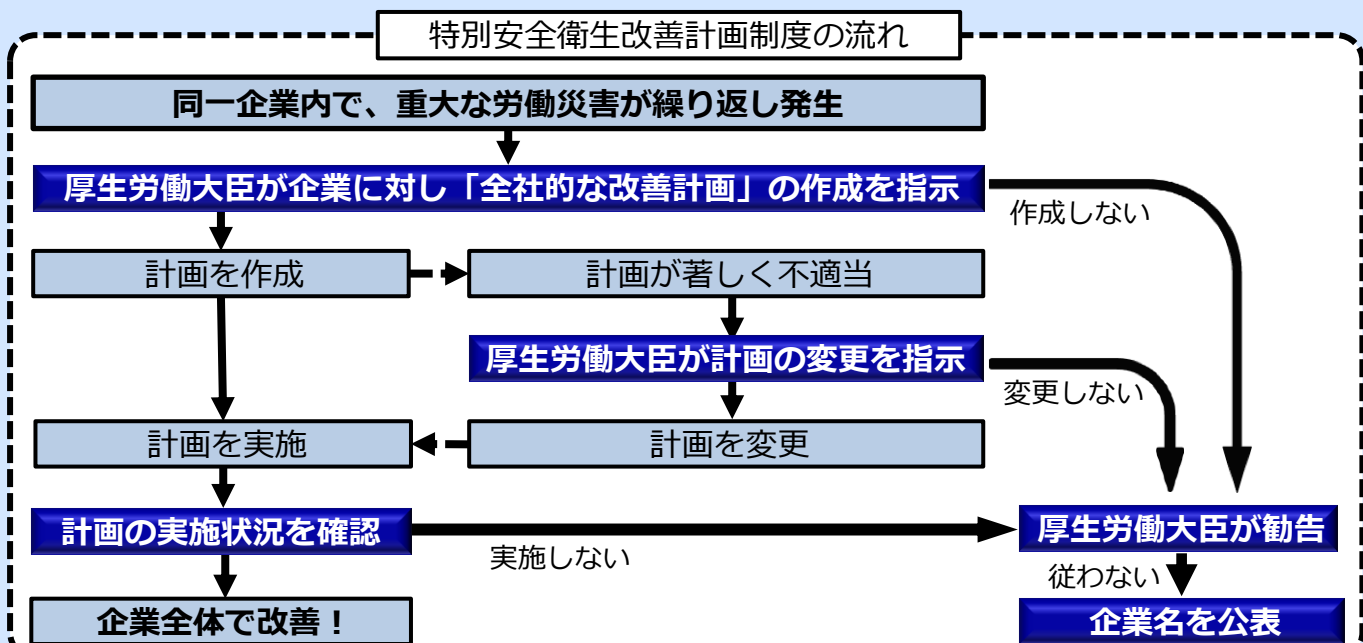 特別安全衛生改善計画制度の流れ
同一企業内で、重大な労働災害が繰り返し発生
厚生労働大臣が企業に対し「全社的な改善計画」の作成を指示
作成しない
計画を作成
計画が著しく不適当
厚生労働大臣が計画の変更を指示
変更しない
計画を実施
計画を変更
計画の実施状況を確認
実施しない
厚生労働大臣が勧告
従わない
企業全体で改善！
企業名を公表